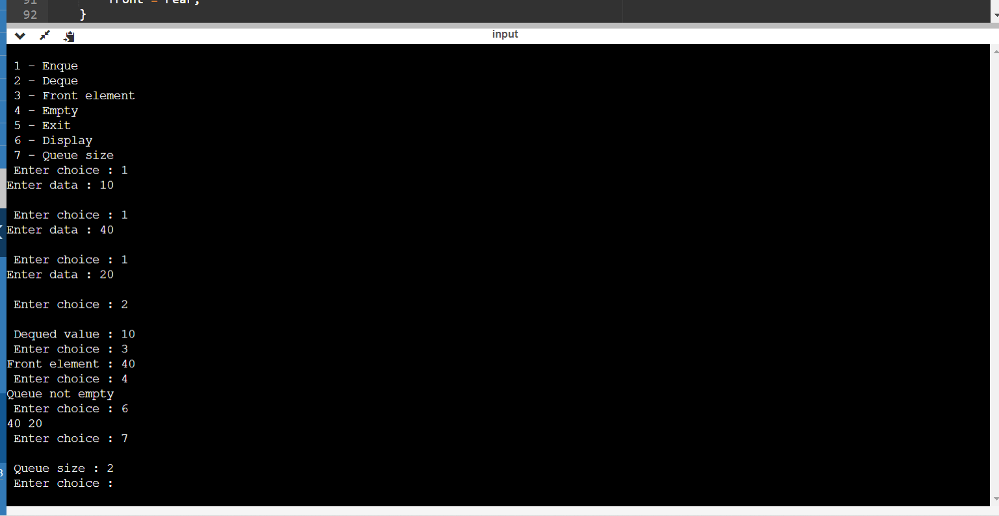 92 }
input
1 - Enque
2 - Deque
3 - Front element
4 - Empty
5 - Exit
6 - Display
7 - Queue size
Enter choice : 1
Enter data : 10
Enter choice : 1
Enter data : 40
Enter choice : 1
Enter data : 20
Enter choice : 2
Dequed value : 10
Enter choice : 3
Front element : 40
Enter choice : 4
Queue not empty
Enter choice : 6
40 20
Enter choice : 7
Queue size : 2
Enter choice :